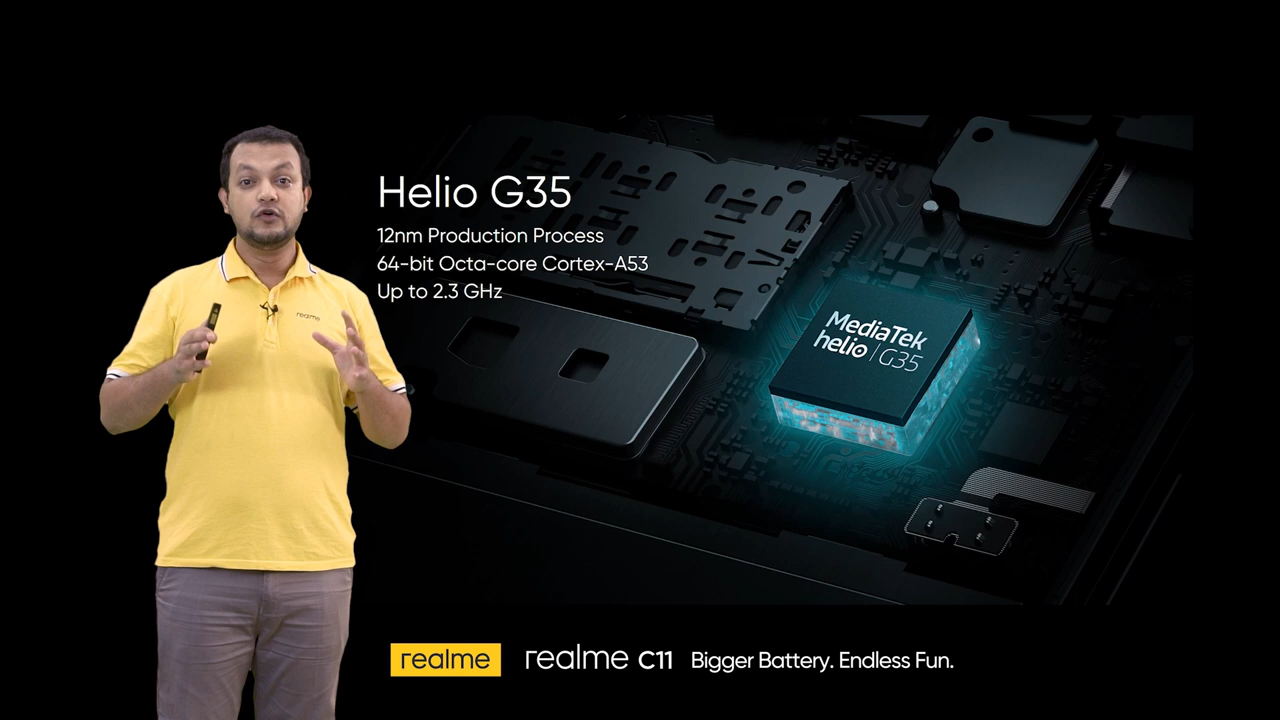 Helio G35
12nm Production Process
64-bit Octa-core Cortex-A53
Up to 2.3 GHz
realme
MediaTek
helio | G35
realme realme C11 Bigger Battery. Endless Fun.